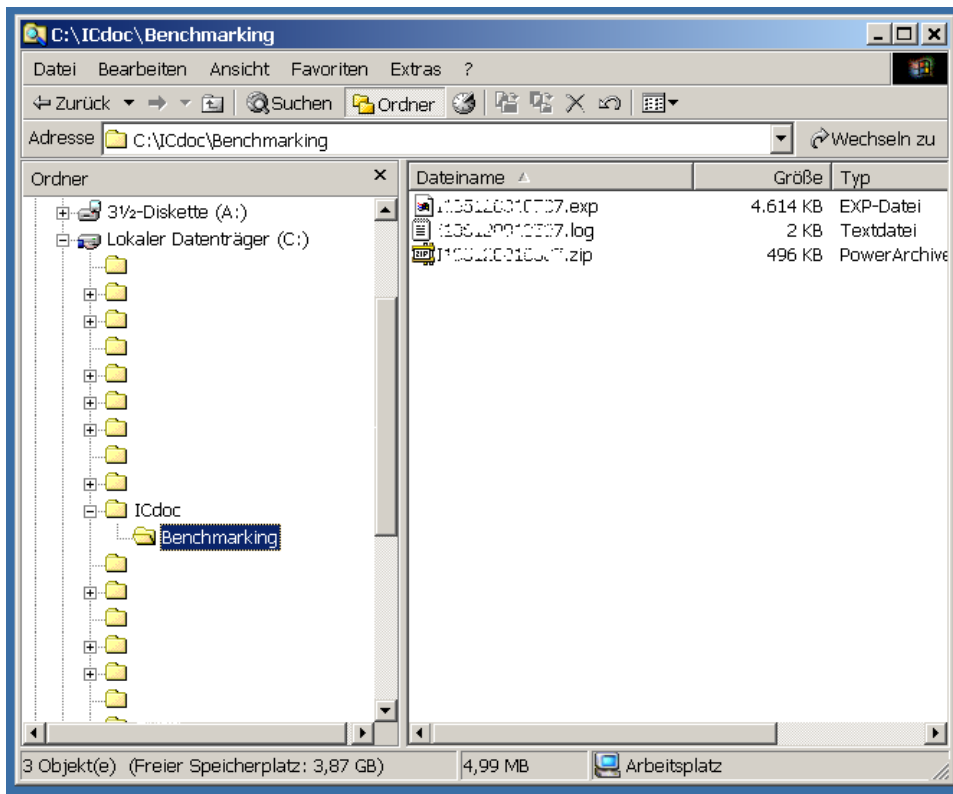 C:\ICdoc\Benchmarking
Datei Bearbeiten Ansicht Favoriten Extras ?
Zurück Suchen Ordner
Adresse C:\ICdoc\Benchmarking Wechseln zu
Ordner
3½-Diskette (A:)
Lokaler Datenträger (C:)
ICdoc
Benchmarking
Dateiname Größe Typ
.exp 4.614 KB EXP-Datei
.log 2 KB Textdatei
.zip 496 KB PowerArchive
3 Objekt(e) (Freier Speicherplatz: 3,87 GB) 4,99 MB Arbeitsplatz